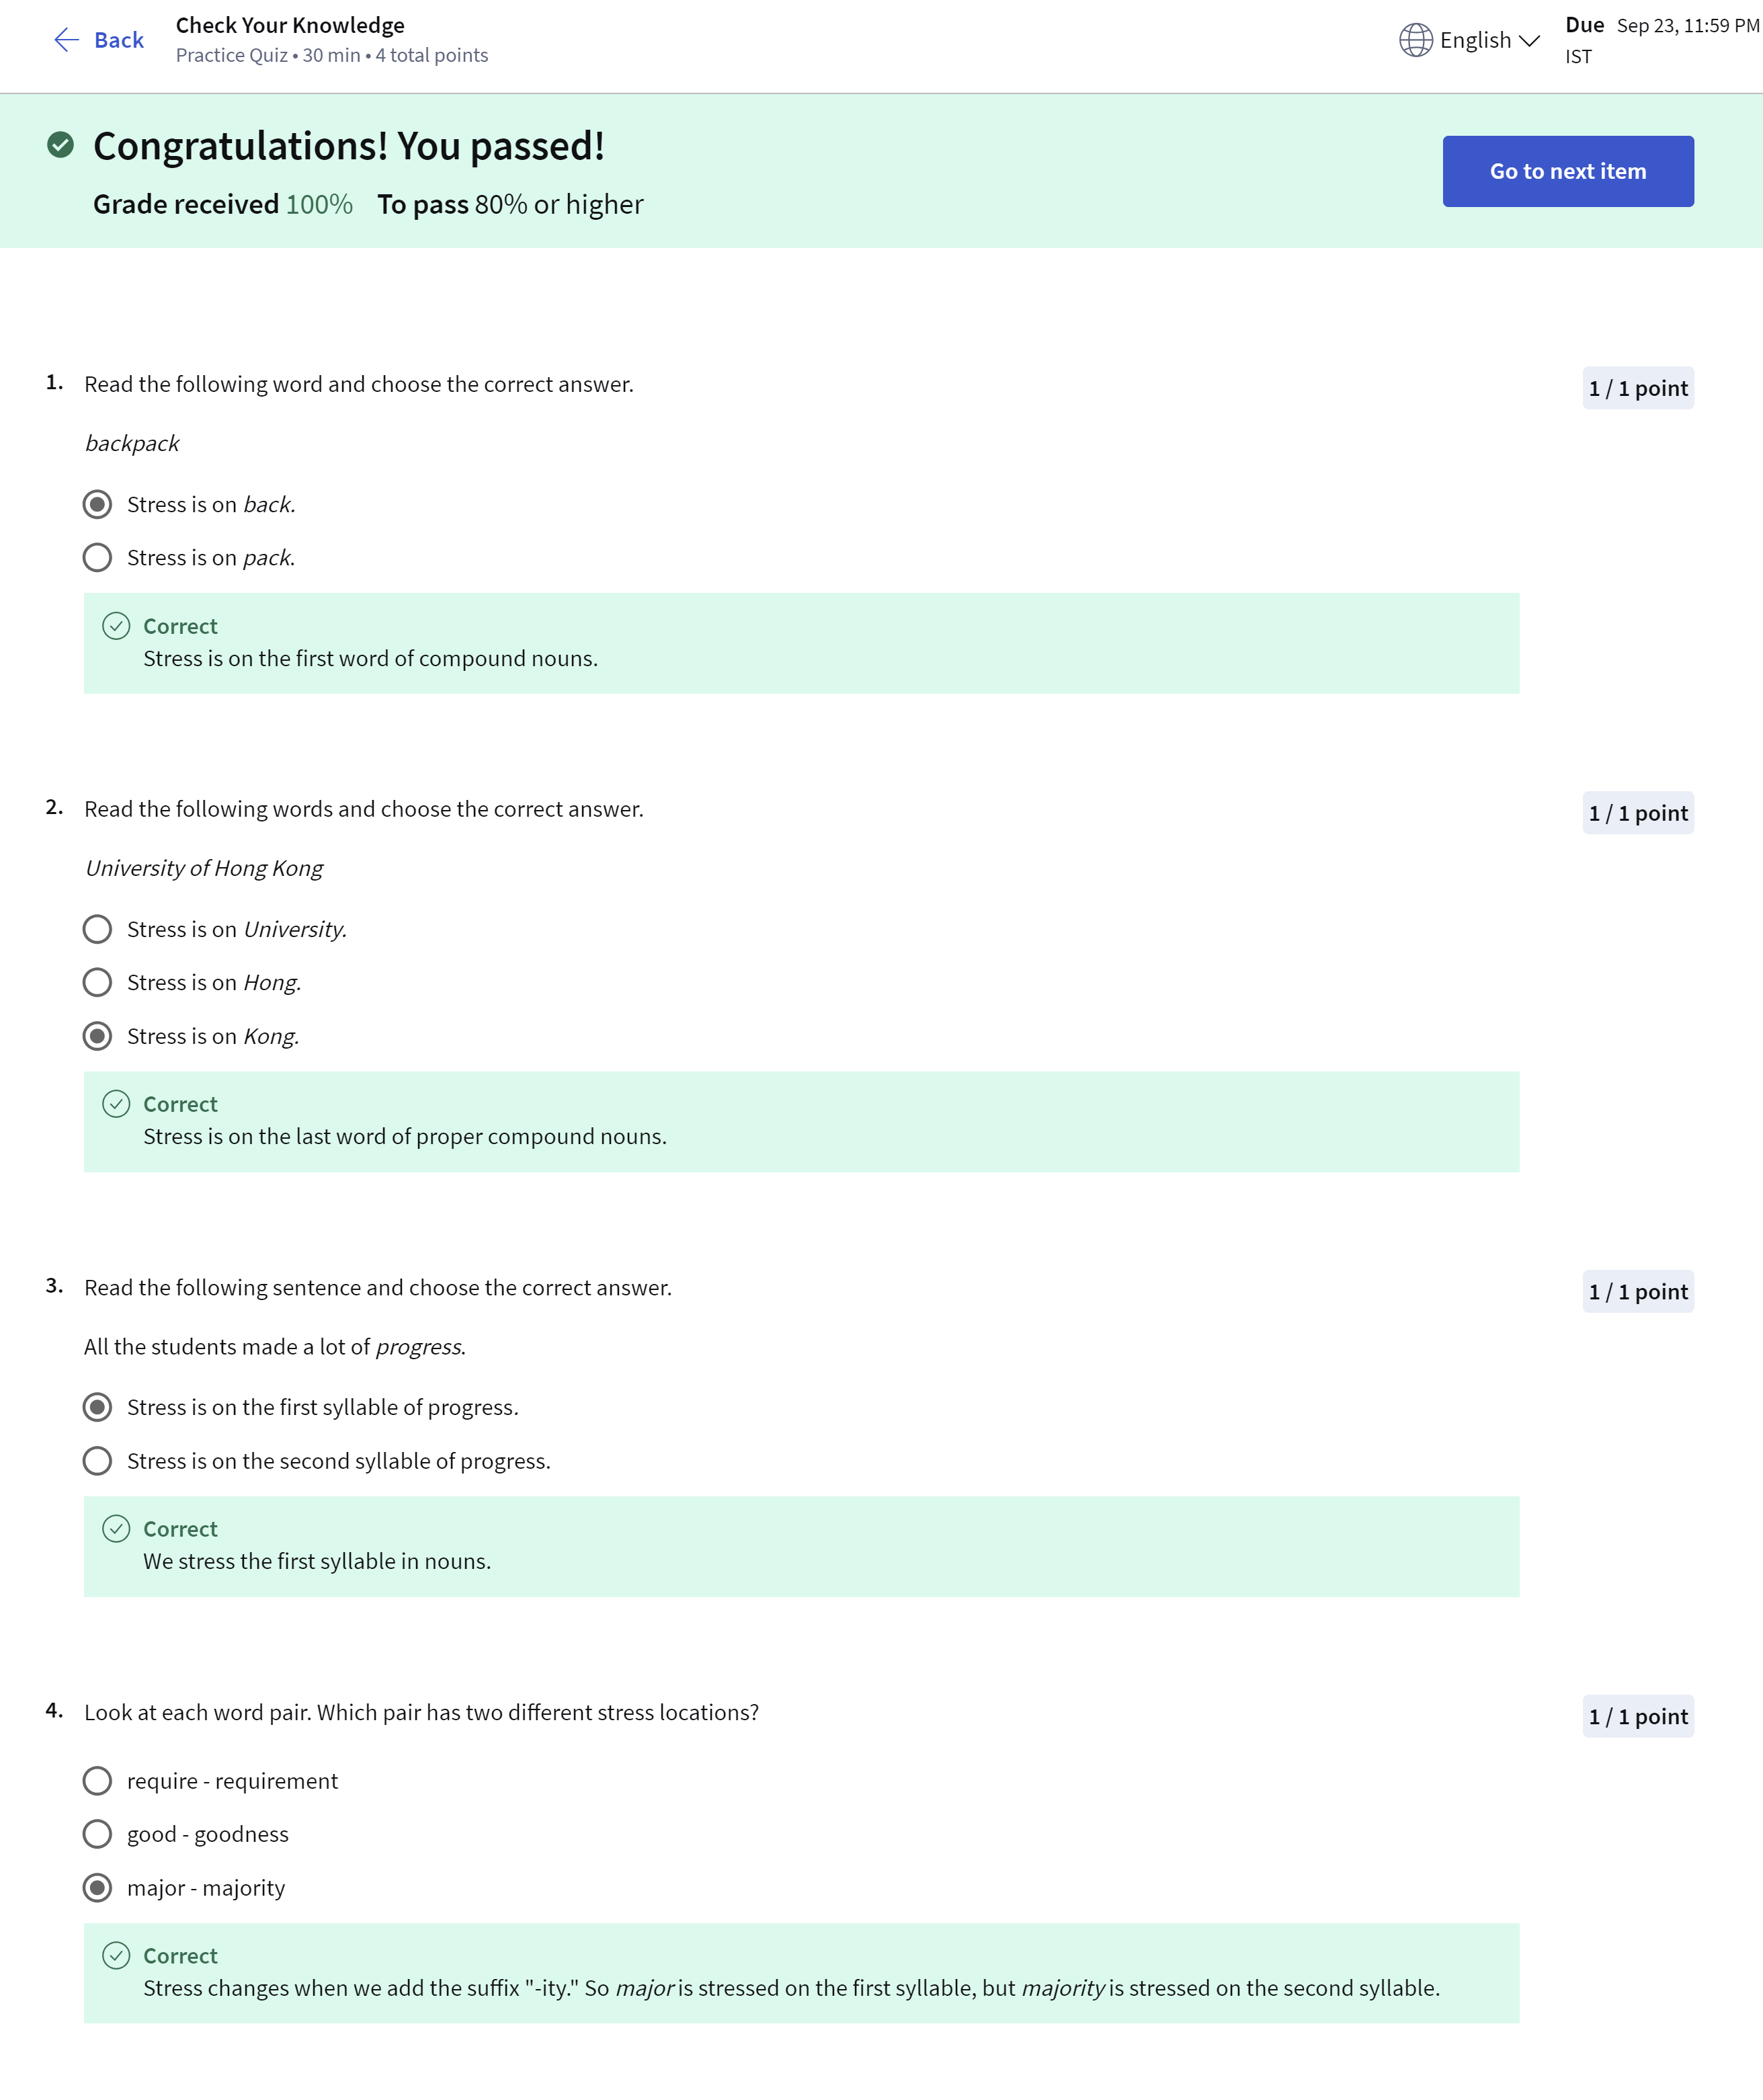 Back
Check Your Knowledge
Practice Quiz • 30 min • 4 total points
English
Due Sep 23, 11:59 PM
IST
Congratulations! You passed!
Grade received 100% To pass 80% or higher
Go to next item
1. Read the following word and choose the correct answer.
1 / 1 point
backpack
Stress is on back.
Stress is on pack.
Correct
Stress is on the first word of compound nouns.
2. Read the following words and choose the correct answer.
1 / 1 point
University of Hong Kong
Stress is on University.
Stress is on Hong.
Stress is on Kong.
Correct
Stress is on the last word of proper compound nouns.
3. Read the following sentence and choose the correct answer.
1 / 1 point
All the students made a lot of progress.
Stress is on the first syllable of progress.
Stress is on the second syllable of progress.
Correct
We stress the first syllable in nouns.
4. Look at each word pair. Which pair has two different stress locations?
1 / 1 point
require - requirement
good - goodness
major - majority
Correct
Stress changes when we add the suffix "-ity." So major is stressed on the first syllable, but majority is stressed on the second syllable.